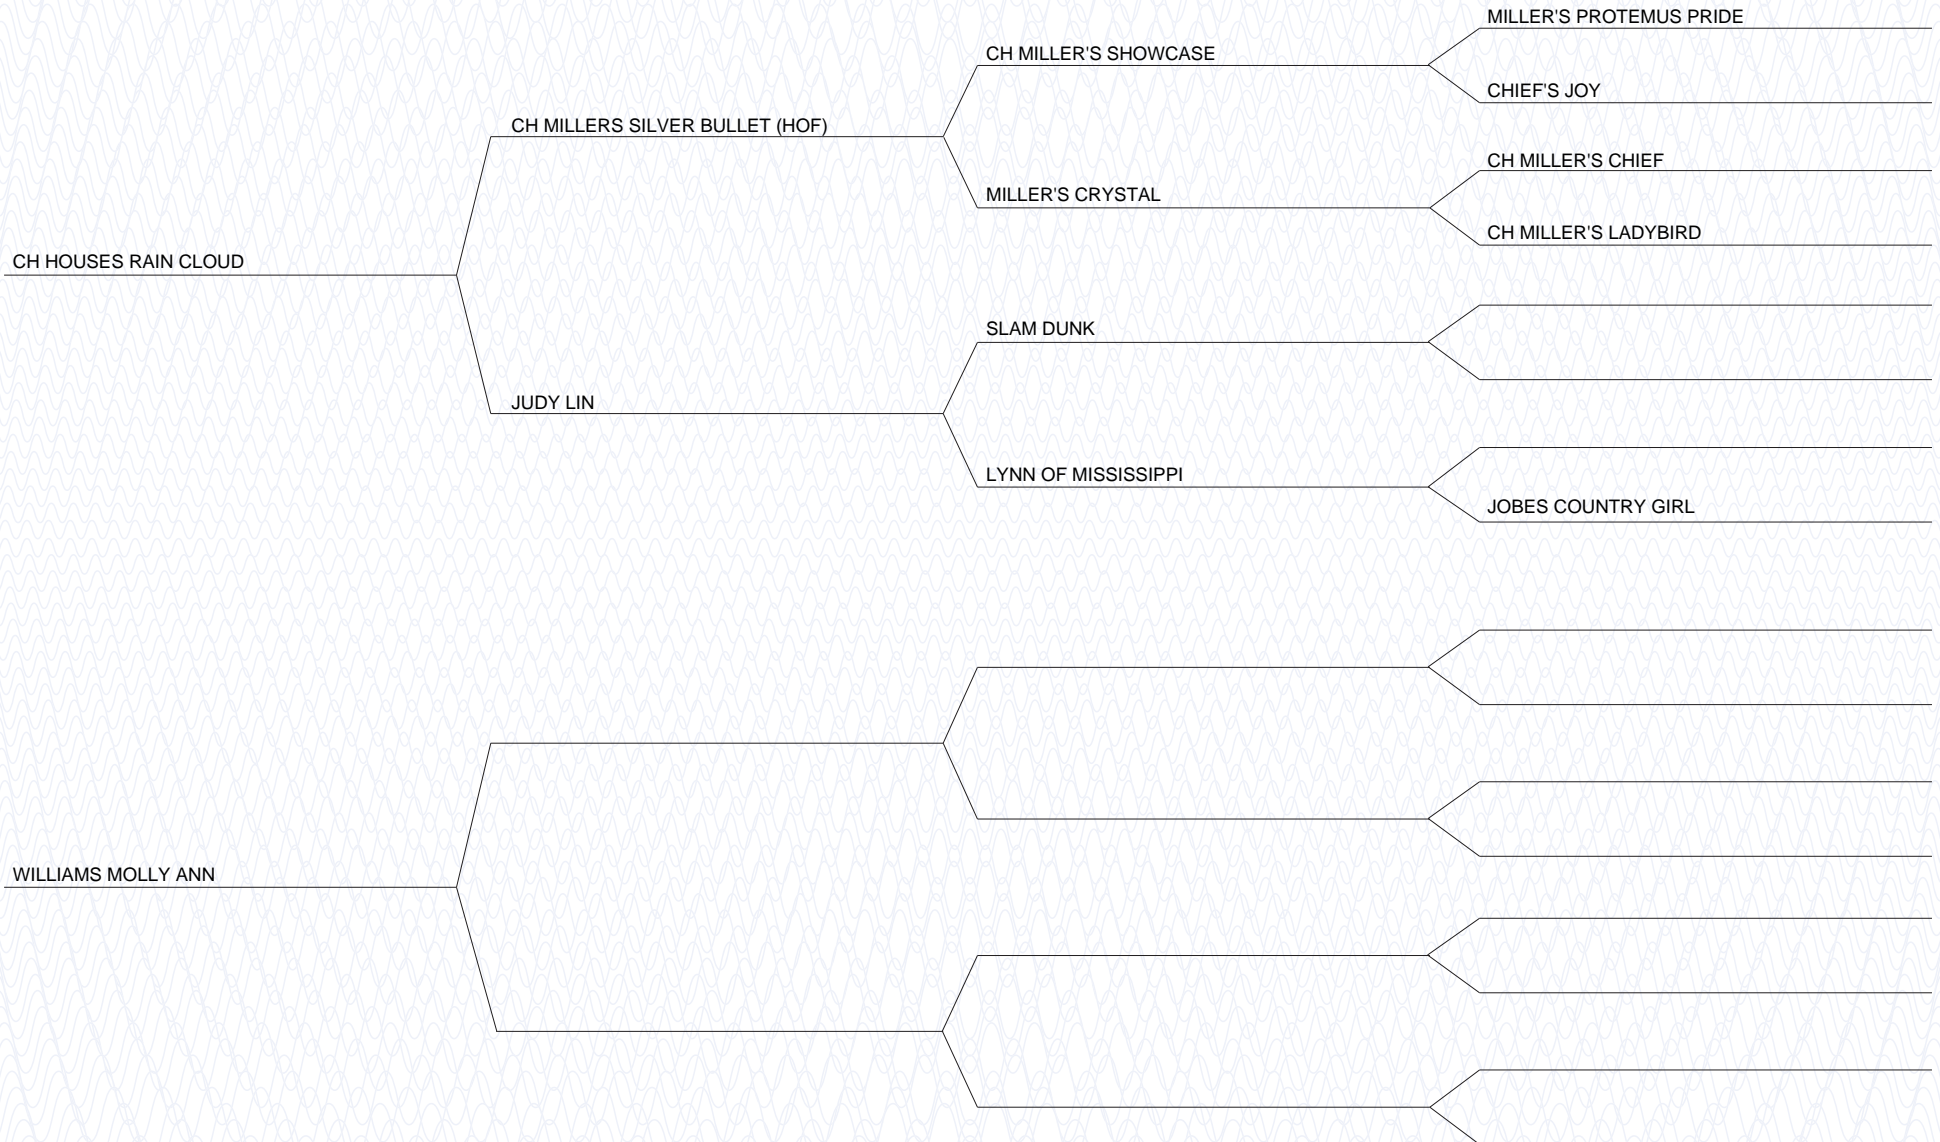 MILLER'S PROTEMUS PRIDE
CH MILLER'S SHOWCASE
CHIEF'S JOY
CH MILLERS SILVER BULLET (HOF)
CH MILLER'S CHIEF
MILLER'S CRYSTAL
CH MILLER'S LADYBIRD
CH HOUSES RAIN CLOUD
SLAM DUNK
JUDY LIN
LYNN OF MISSISSIPPI
JOBES COUNTRY GIRL
WILLIAMS MOLLY ANN